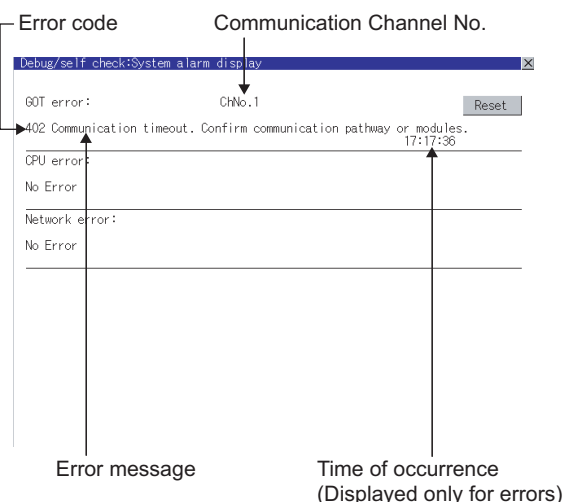 Error code
Communication Channel No.
Debug/self check:System alarm display
GOT error:
ChNo.1
Reset
402 Communication timeout. Confirm communication pathway or modules.
17:17:36
CPU error:
No Error
Network error:
No Error
Error message
Time of occurrence
(Displayed only for errors)